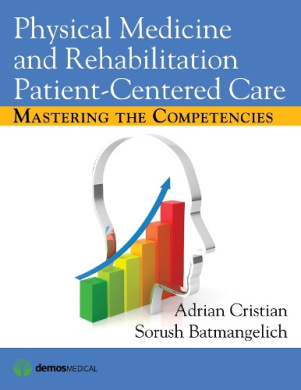 Physical Medicine
and Rehabilitation
Patient-Centered Care
MASTERING THE COMPETENCIES
Adrian Cristian
Sorush Batmangelich
demosMEDICAL